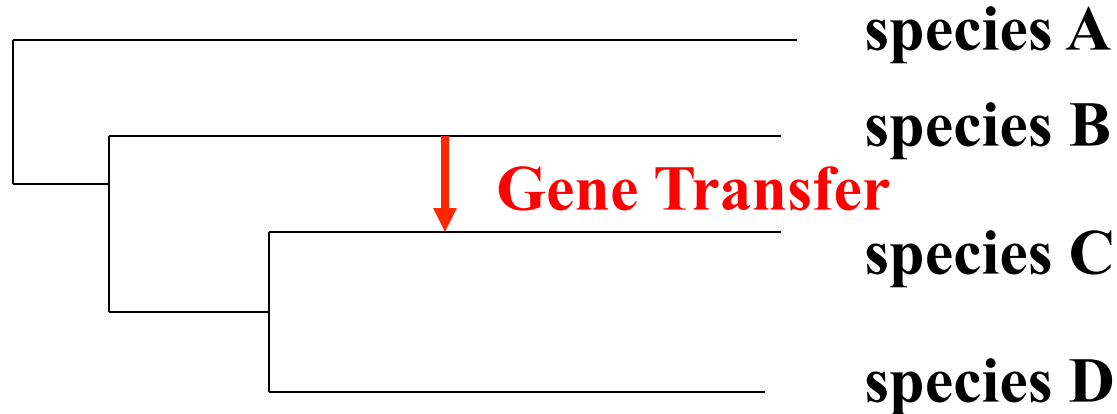 species A
species B
Gene Transfer
species C
species D